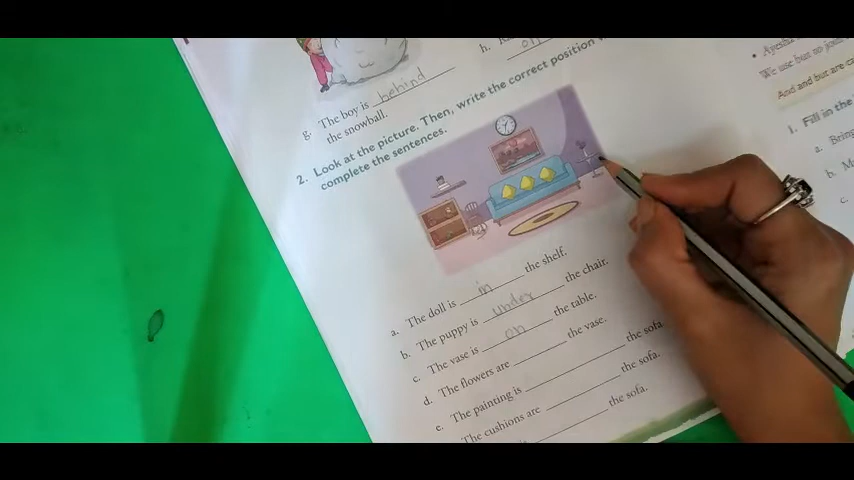 g. The boy is behind
the snowball.
h.
on
2. Look at the picture. Then, write the correct position
complete the sentences.
a. The doll is in the shelf.
b. The puppy is under the chair.
c. The vase is on the table.
d. The flowers are the vase.
e. The painting is the sofa.
The cushions are the sofa.
the sofa.
• Ayesha
We use but to
And and but are
1. Fill in the
a. Bring
b.
c.